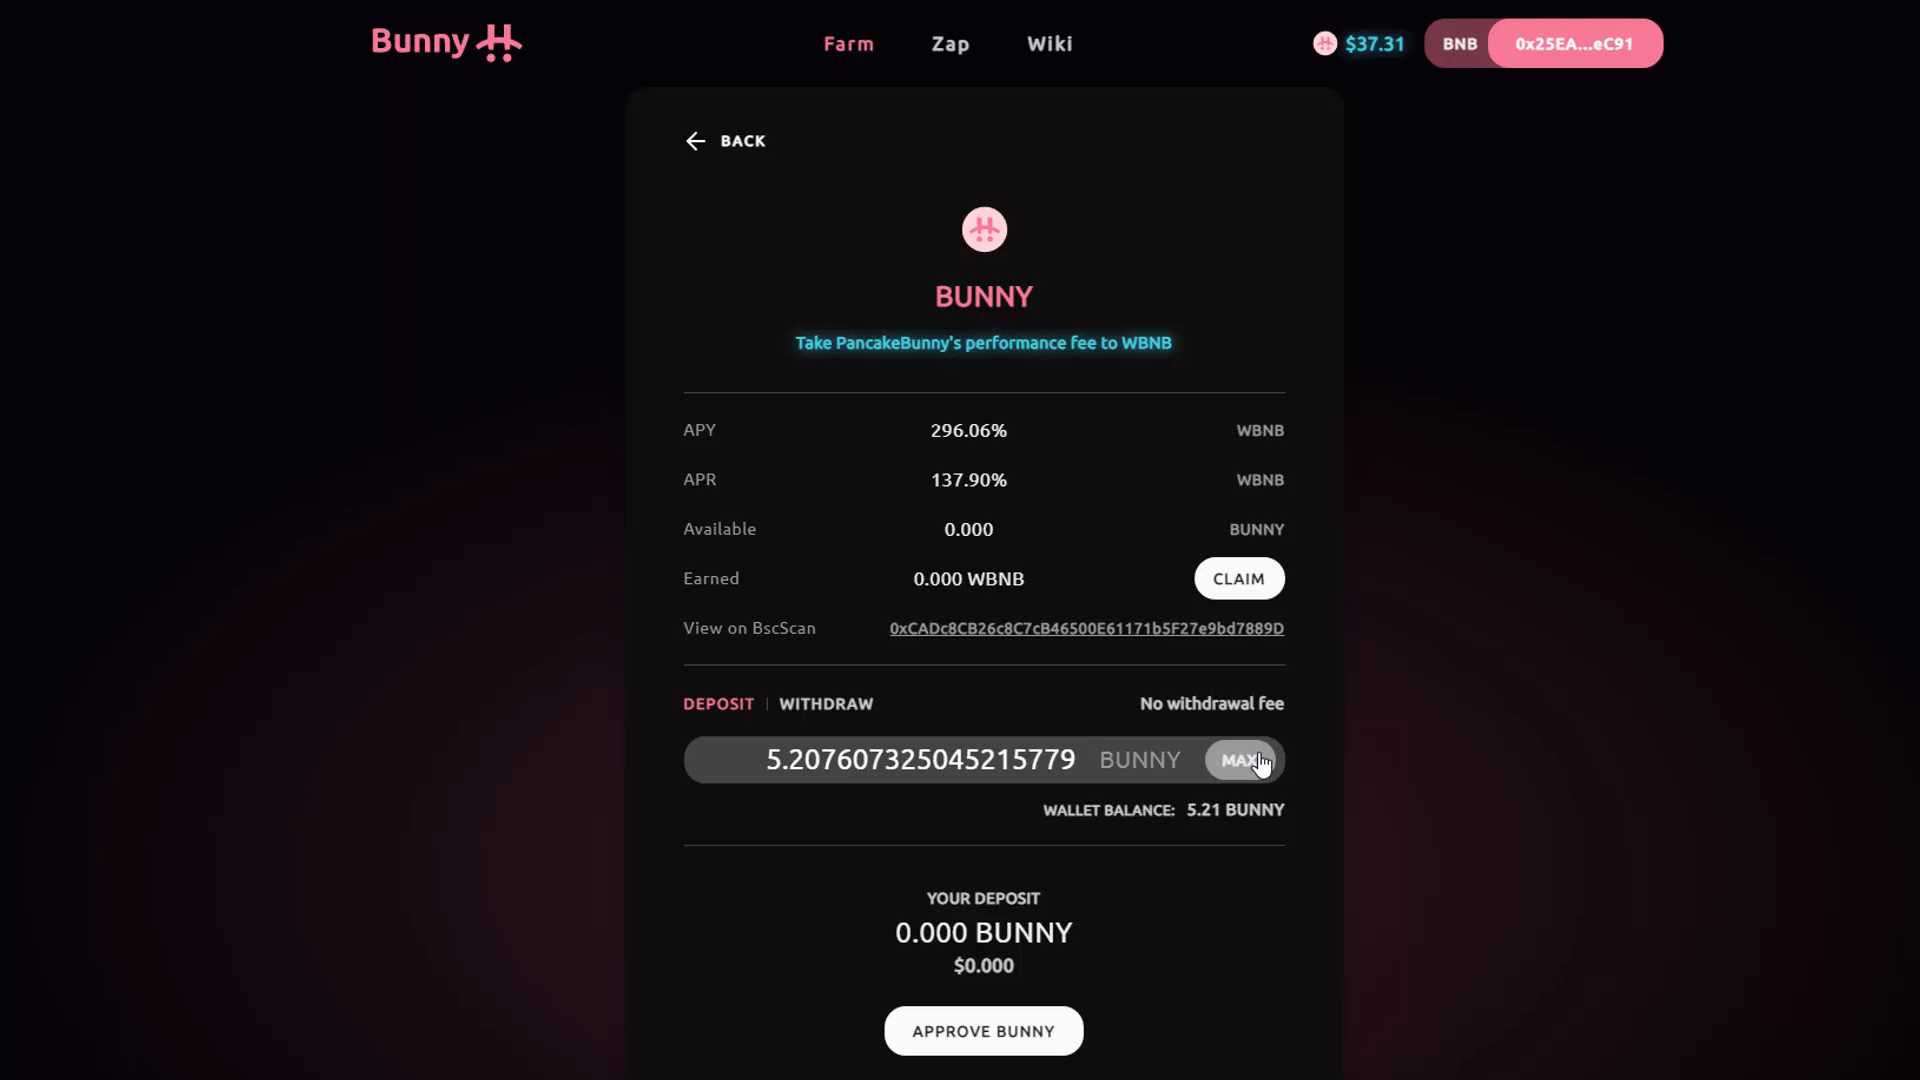 Bunny
Farm Zap Wiki
$37.31 BNB 0x25EA...eC91
BACK
BUNNY
Take PancakeBunny's performance fee to WBNB
APY 296.06% WBNB
APR 137.90% WBNB
Available 0.000 BUNNY
Earned 0.000 WBNB CLAIM
View on BscScan 0xCADc8CB26c8C7cB46500E61171b5F27e9bd7889D
DEPOSIT | WITHDRAW No withdrawal fee
5.207607325045215779 BUNNY MAX
WALLET BALANCE: 5.21 BUNNY
YOUR DEPOSIT
0.000 BUNNY
$0.000
APPROVE BUNNY